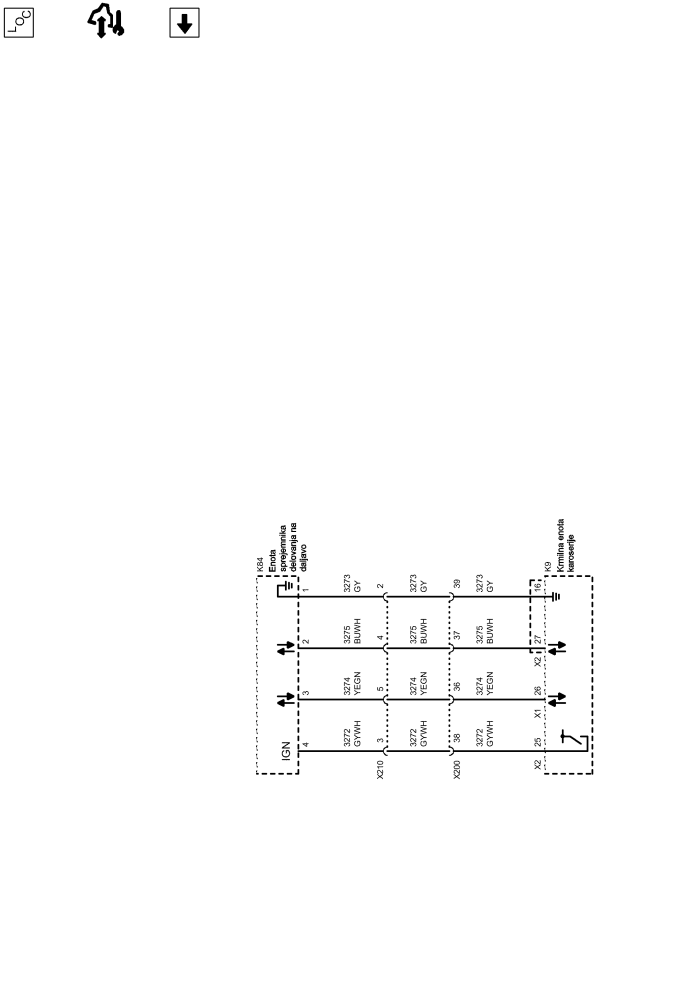 LOC
K84
Enota
sprejemnika
delovanja na
daljavo
K9
Krmilna enota
karoserije
1
3273
GY
2
3273
GY
39
3273
GY
16
2
3275
BUWH
4
3275
BUWH
37
3275
BUWH
27
X2
3
3274
YEGN
5
3274
YEGN
36
3274
YEGN
26
X1
IGN
4
3272
GYWH
3
3272
GYWH
38
3272
GYWH
25
X2
X210
X200